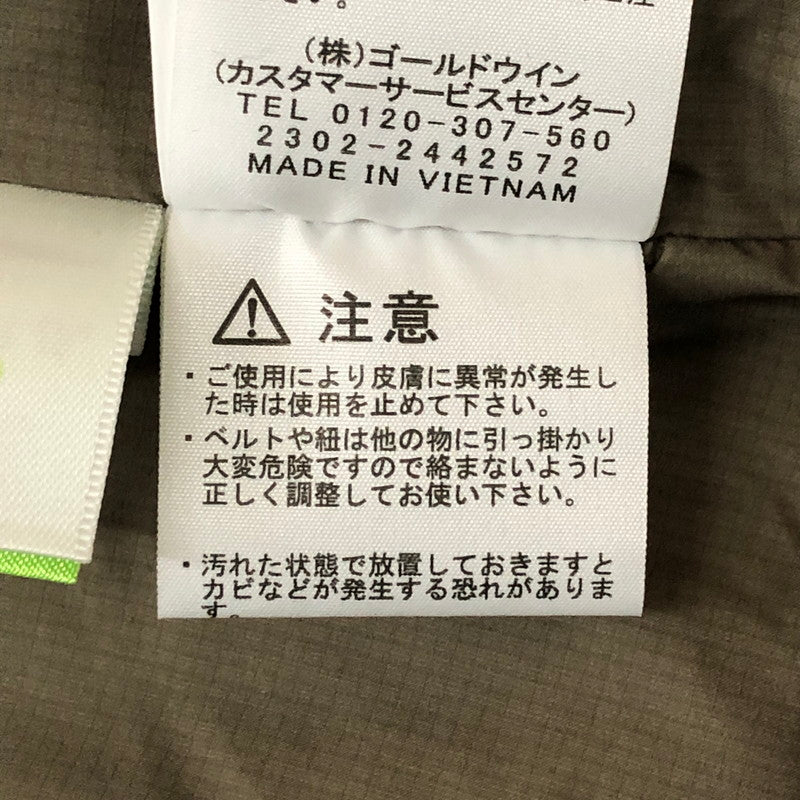 さい。
(株)ゴールドウイン
(カスタマーサービスセンター)
TEL 0120-307-560
2302-2442572
MADE IN VIETNAM
注意
・ご使用により皮膚に異常が発生し
た時は使用を止めて下さい。
・ベルトや紐は他の物に引っ掛かり
大変危険ですので絡まないように
正しく調整してお使い下さい。
・汚れた状態で放置しておきますと
カビなどが発生する恐れがありま
す。